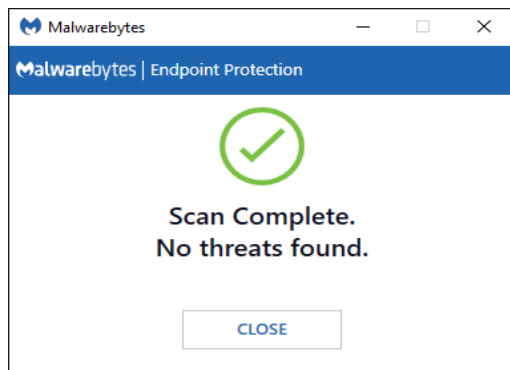 Malwarebytes
Malwarebytes | Endpoint Protection
Scan Complete.
No threats found.
CLOSE